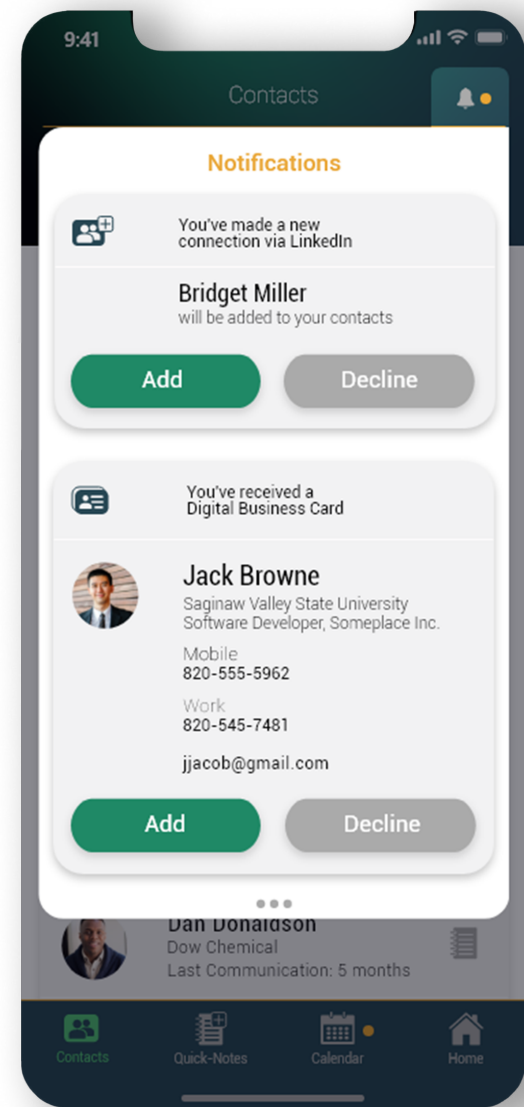 9:41
Contacts
Notifications
You've made a new
connection via LinkedIn
Bridget Miller
will be added to your contacts
Add
Decline
You've received a
Digital Business Card
Jack Browne
Saginaw Valley State University
Software Developer, Someplace Inc.
Mobile
820-555-5962
Work
820-545-7481
jjacob@gmail.com
Add
Decline
Dan Donaldson
Dow Chemical
Last Communication: 5 months
Contacts
Quick-Notes
Calendar
Home